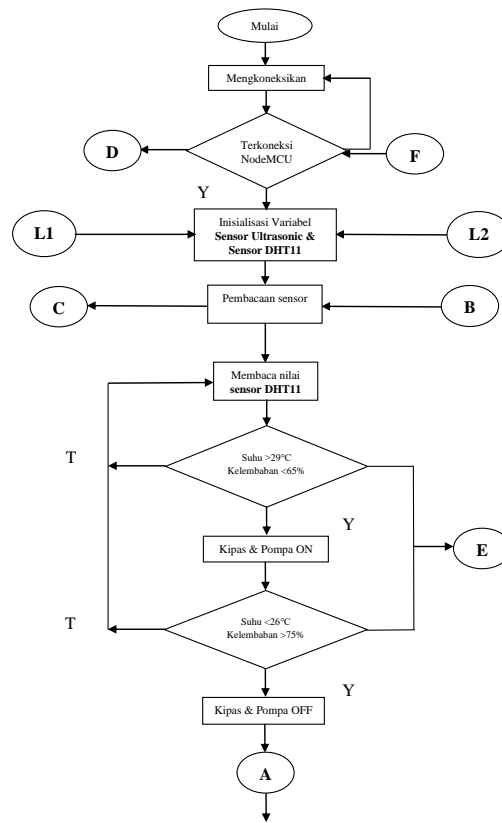 Mulai
Mengkoneksikan
Terkoneksi
NodeMCU
D
F
Y
Inisialisasi Variabel
Sensor Ultrasonic &
Sensor DHT11
L1
L2
Pembacaan sensor
C
B
Membaca nilai
sensor DHT11
T
Suhu >29°C
Kelembaban <65%
Y
Kipas & Pompa ON
E
T
Suhu <26°C
Kelembaban >75%
Y
Kipas & Pompa OFF
A